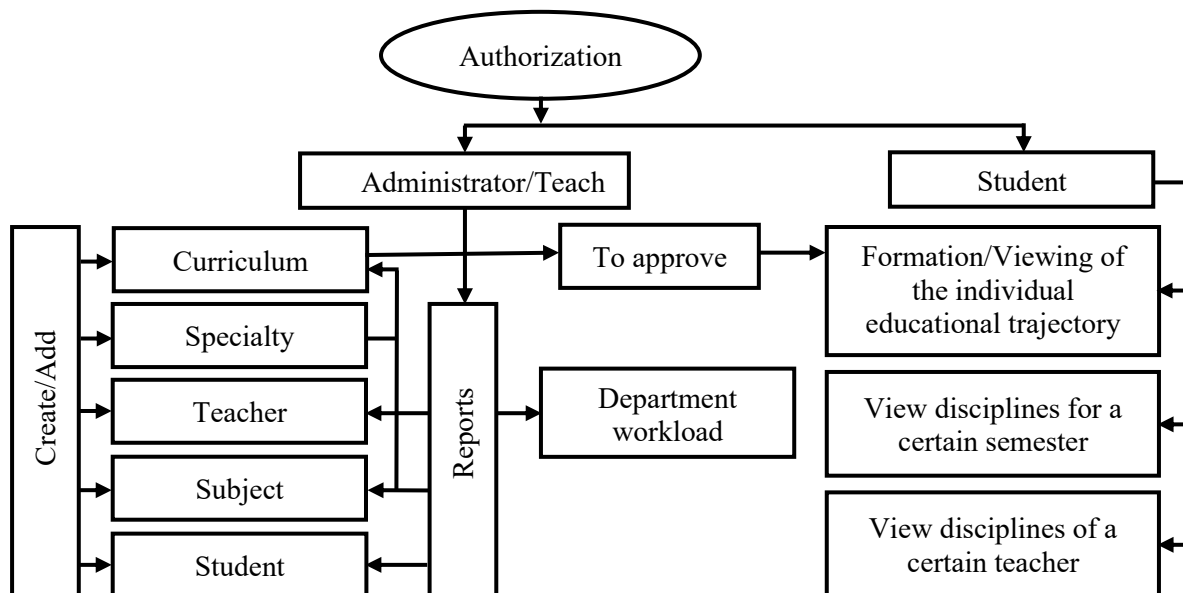 Authorization
Administrator/Teach
Student
Create/Add
Curriculum
Specialty
Teacher
Subject
Student
Reports
To approve
Department
workload
Formation/Viewing of
the individual
educational trajectory
View disciplines for a
certain semester
View disciplines of a
certain teacher